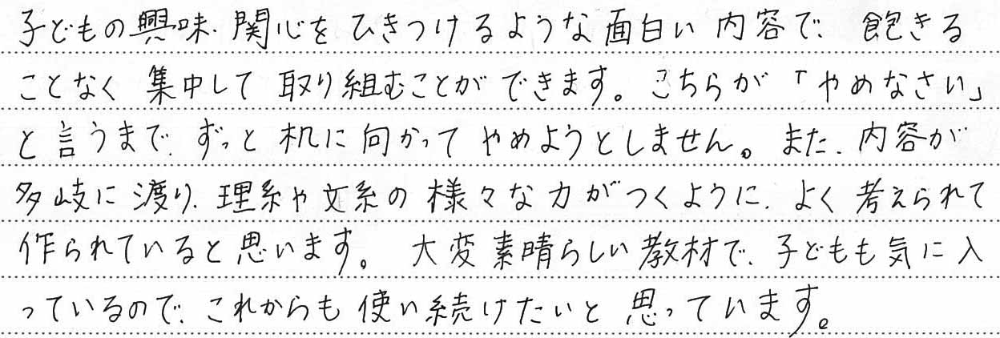 子どもの興味・関心をひきつけるような面白い内容で、飽きる
ことなく集中して取り組むことができます。こちらが「やめなさい」
と言うまで、ずっと机に向かってやめようとしません。また、内容が
多岐に渡り、理系や文系の様々な力がつくように、よく考えられて
作られていると思います。大変素晴らしい教材で、子どもも気に入
っているので、これからも使い続けたいと思っています。